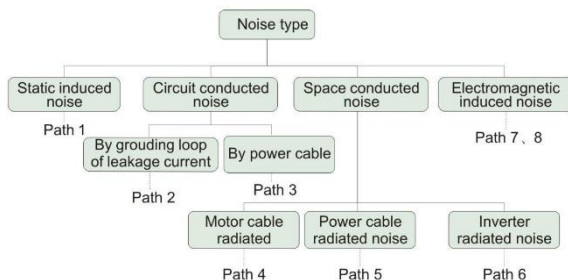 Noise type
Static induced
noise
Circuit conducted
noise
Space conducted
noise
Electromagnetic
induced noise
Path 1
Path 7、8
By grouding loop
of leakage current
By power cable
Path 2
Path 3
Motor cable
radiated
Power cable
radiated noise
Inverter
radiated noise
Path 4
Path 5
Path 6